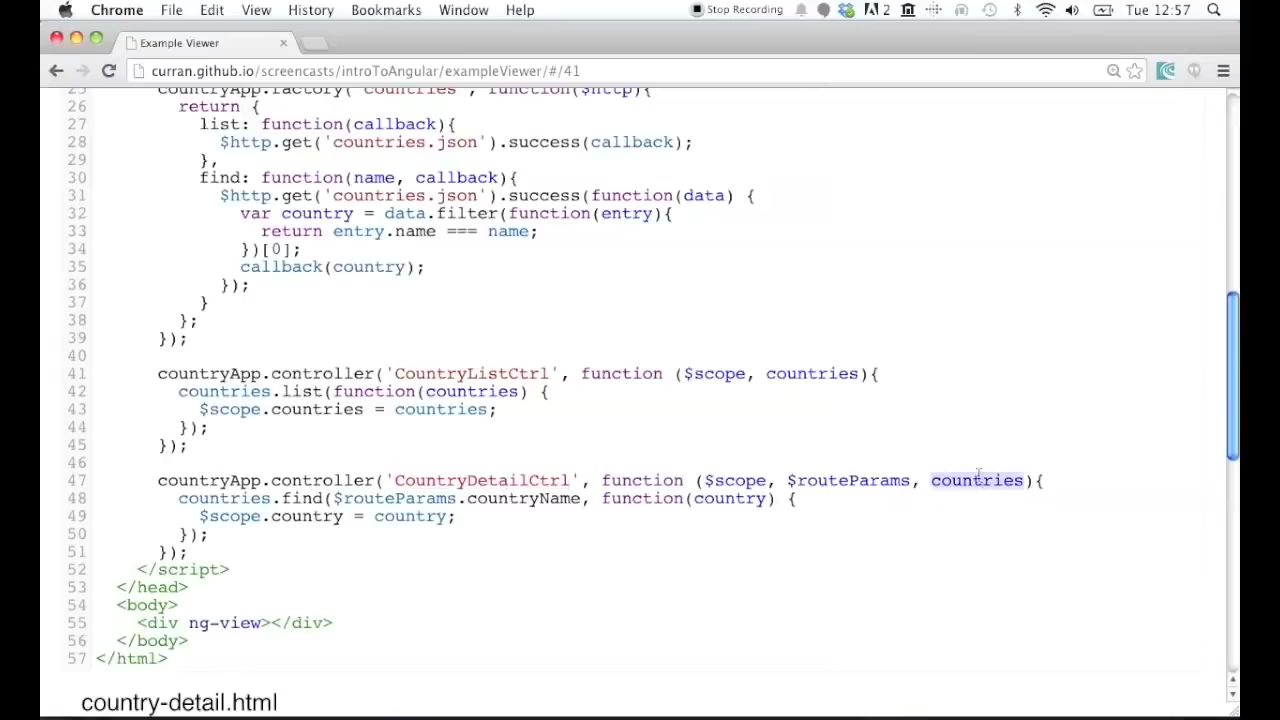 Chrome File Edit View History Bookmarks Window Help Stop Recording 2 Tue 12:57
Example Viewer
curran.github.io/screencasts/introToAngular/exampleViewer/#/41
25 countryApp.factory('countries', function($http){
26 return {
27 list: function(callback){
28 $http.get('countries.json').success(callback);
29 },
30 find: function(name, callback){
31 $http.get('countries.json').success(function(data) {
32 var country = data.filter(function(entry){
33 return entry.name === name;
34 })[0];
35 callback(country);
36 });
37 }
38 };
39 });
40
41 countryApp.controller('CountryListCtrl', function ($scope, countries){
42 countries.list(function(countries) {
43 $scope.countries = countries;
44 });
45 });
46
47 countryApp.controller('CountryDetailCtrl', function ($scope, $routeParams, countries){
48 countries.find($routeParams.countryName, function(country) {
49 $scope.country = country;
50 });
51 });
52 </script>
53 </head>
54 <body>
55 <div ng-view></div>
56 </body>
57 </html>
country-detail.html